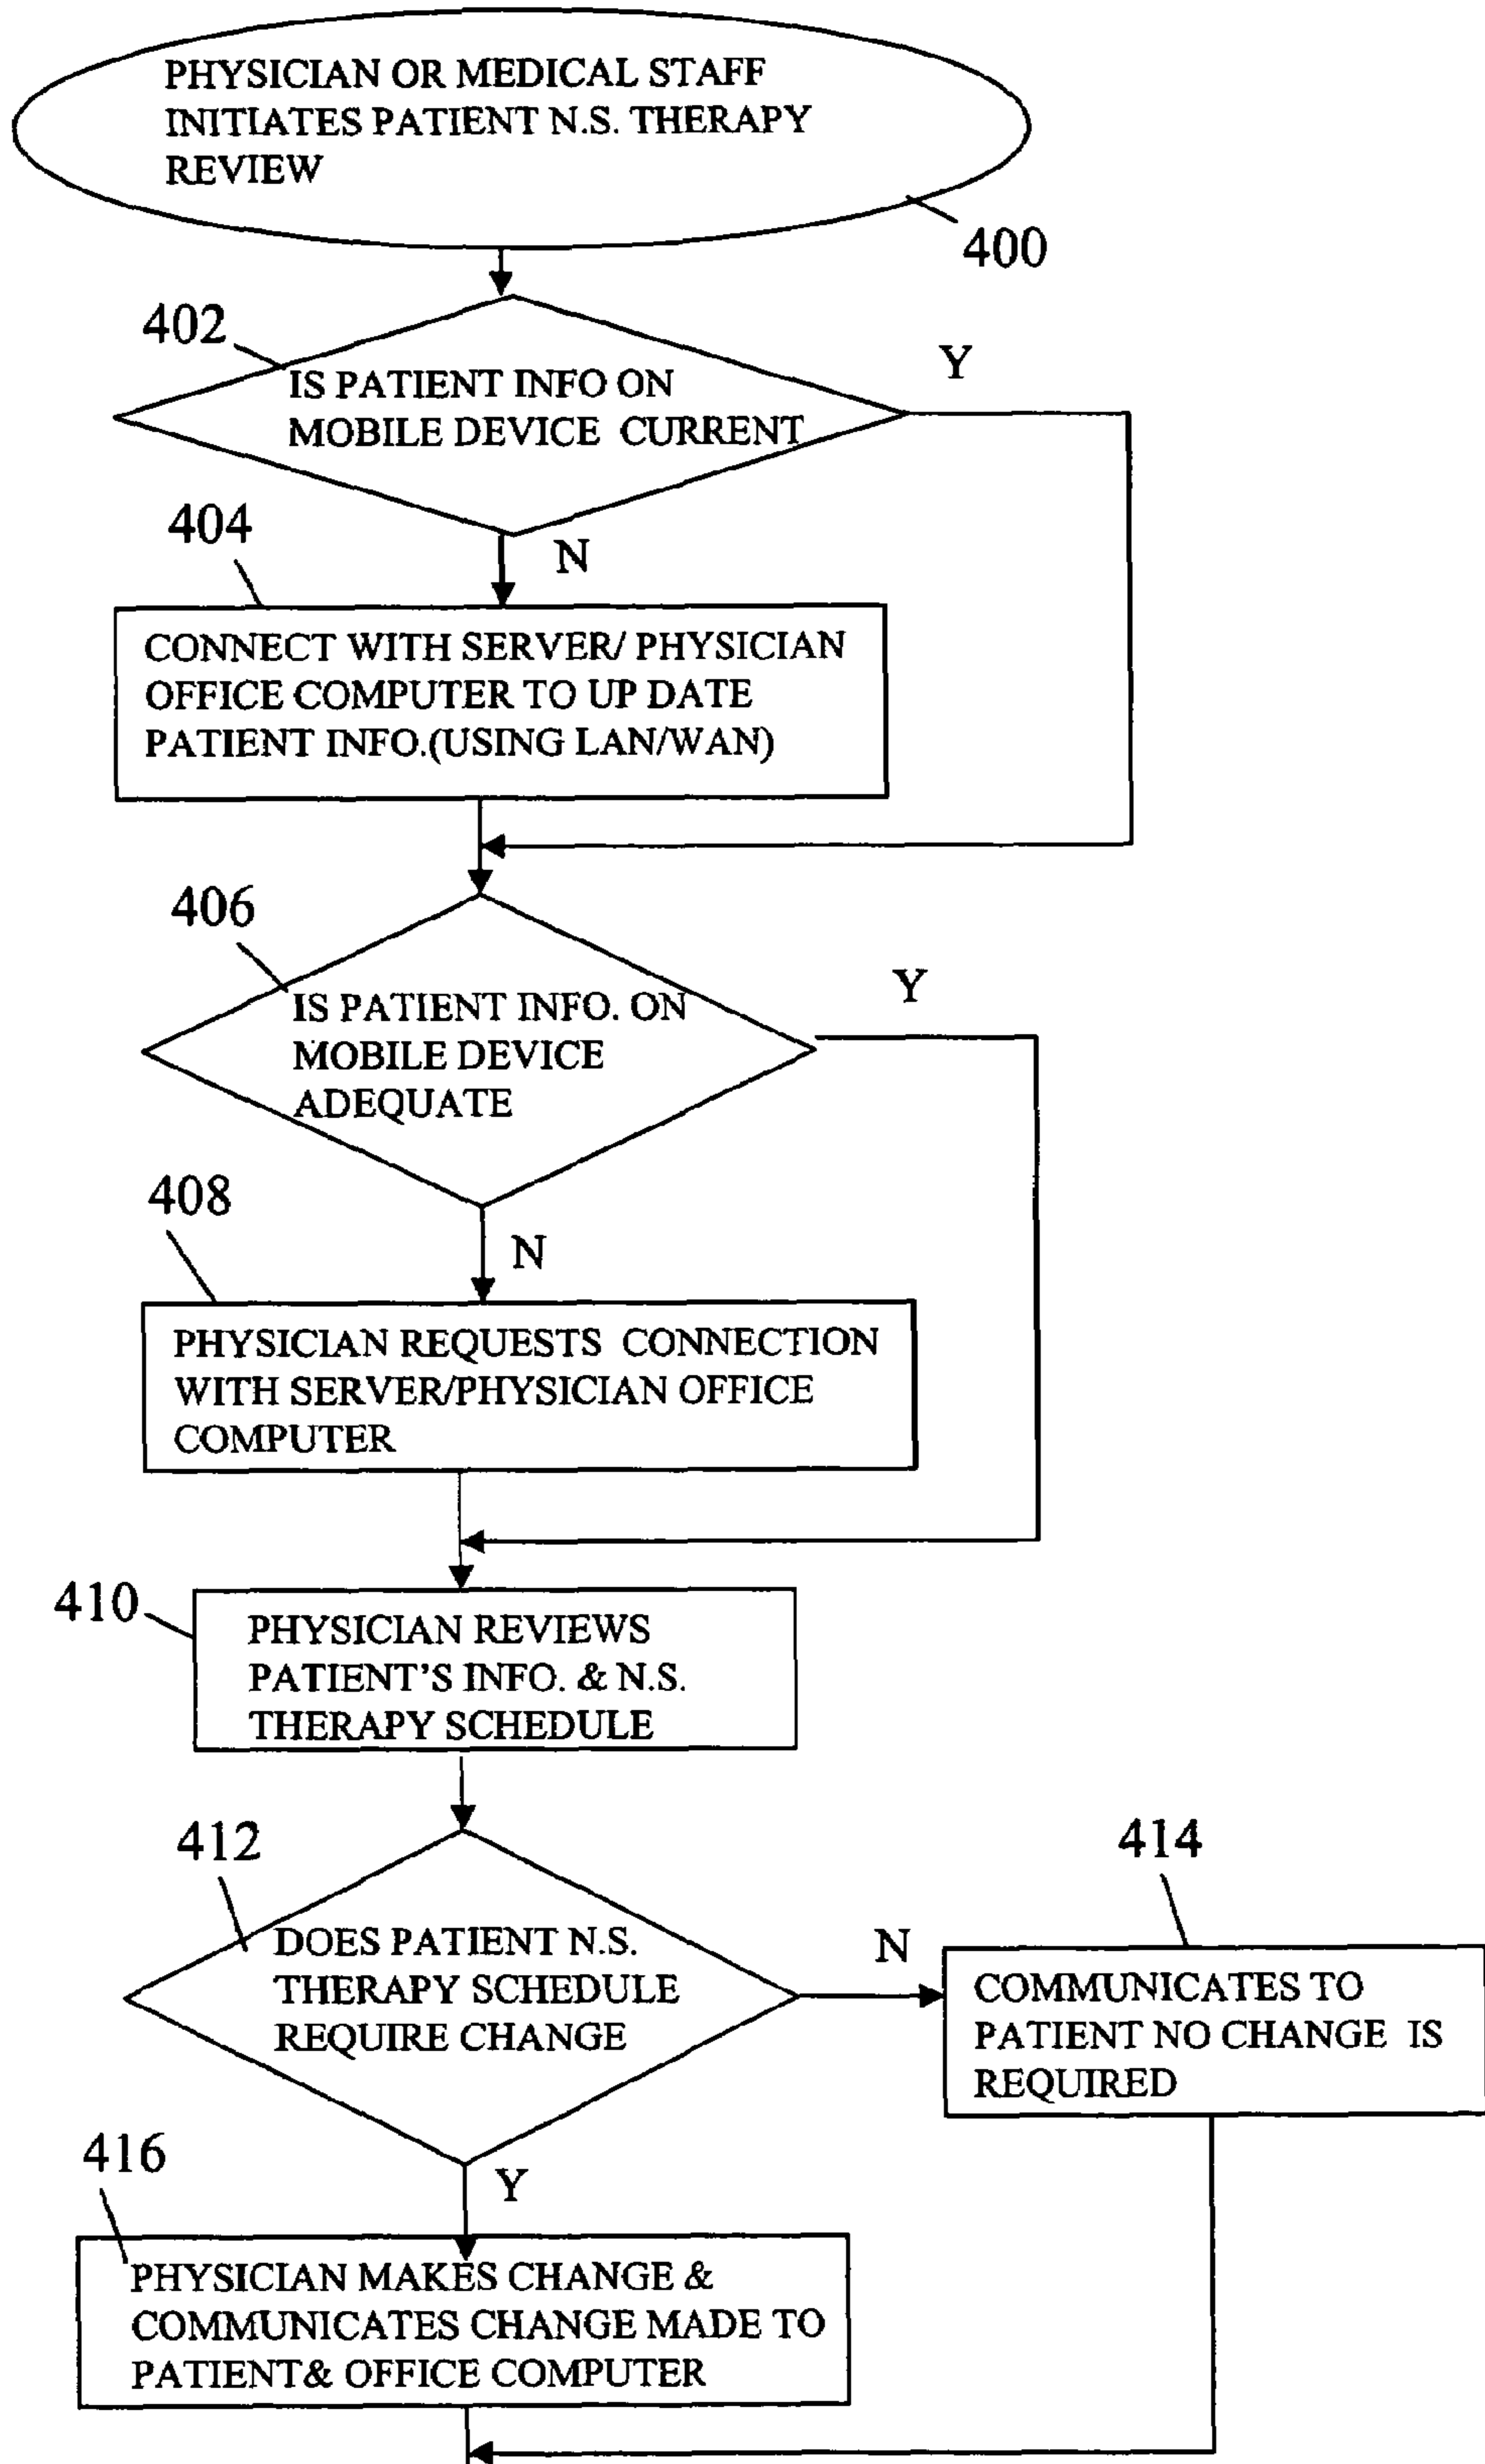 PHYSICIAN OR MEDICAL STAFF
INITIATES PATIENT N.S. THERAPY
REVIEW
400
402
Y
IS PATIENT INFO ON
MOBILE DEVICE CURRENT
404
N
CONNECT WITH SERVER/ PHYSICIAN
OFFICE COMPUTER TO UP DATE
PATIENT INFO.(USING LAN/WAN)
406
Y
IS PATIENT INFO. ON
MOBILE DEVICE
ADEQUATE
408
N
PHYSICIAN REQUESTS CONNECTION
WITH SERVER/PHYSICIAN OFFICE
COMPUTER
410
PHYSICIAN REVIEWS
PATIENT'S INFO. & N.S.
THERAPY SCHEDULE
412
414
DOES PATIENT N.S.
THERAPY SCHEDULE
REQUIRE CHANGE
N
COMMUNICATES TO
PATIENT NO CHANGE IS
REQUIRED
416
Y
PHYSICIAN MAKES CHANGE &
COMMUNICATES CHANGE MADE TO
PATIENT& OFFICE COMPUTER